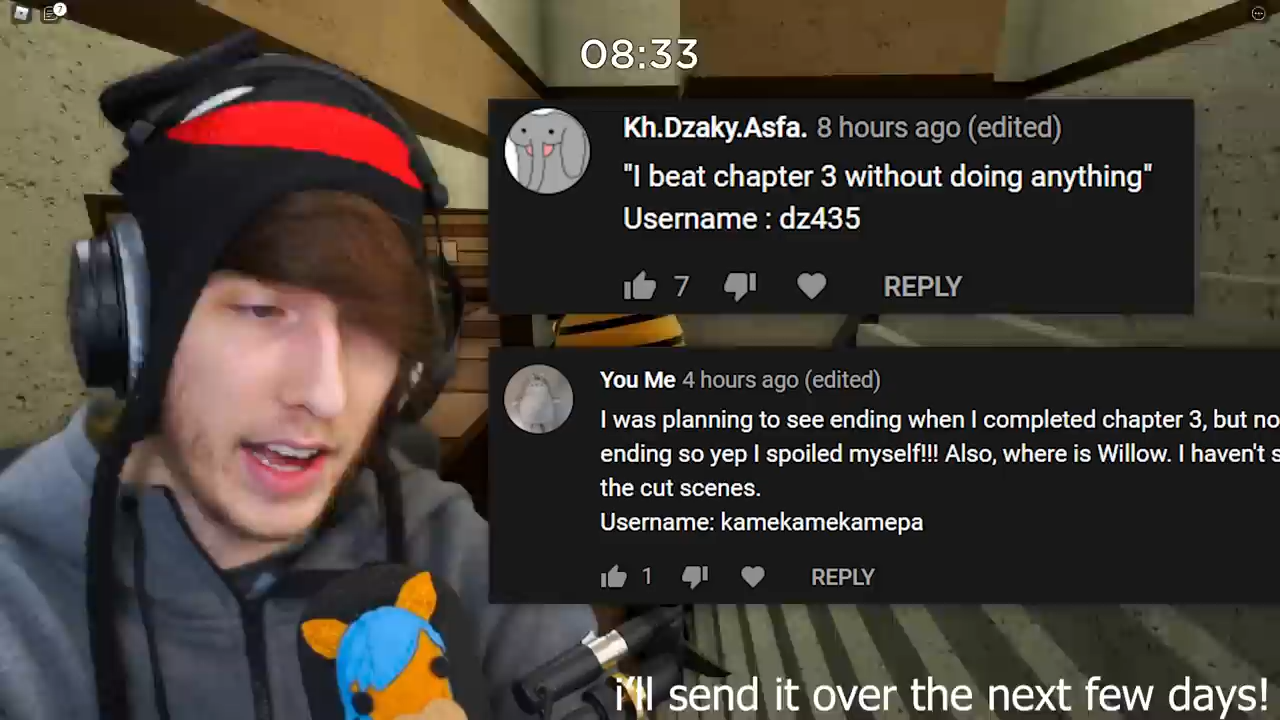 7
08:33
Kh.Dzaky.Asfa. 8 hours ago (edited)
"I beat chapter 3 without doing anything"
Username : dz435
7 REPLY
You Me 4 hours ago (edited)
I was planning to see ending when I completed chapter 3, but no
ending so yep I spoiled myself!!! Also, where is Willow. I haven't s
the cut scenes.
Username: kamekamekamepa
1 REPLY
i'll send it over the next few days!